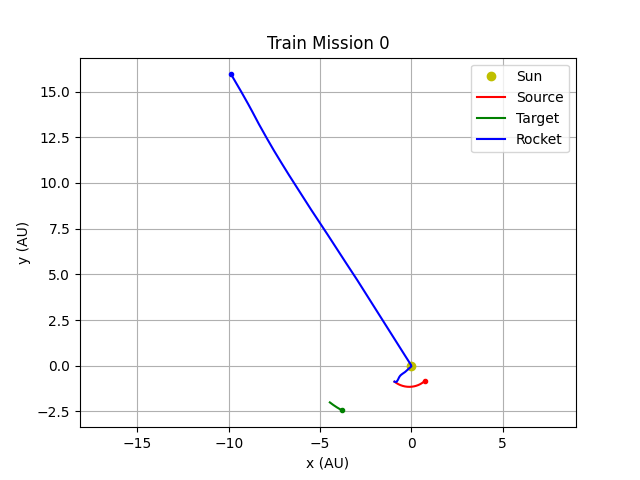 Train Mission 0
Sun
Source
Target
Rocket
15.0
12.5
10.0
7.5
5.0
2.5
0.0
−2.5
y (AU)
−15
−10
−5
0
5
x (AU)